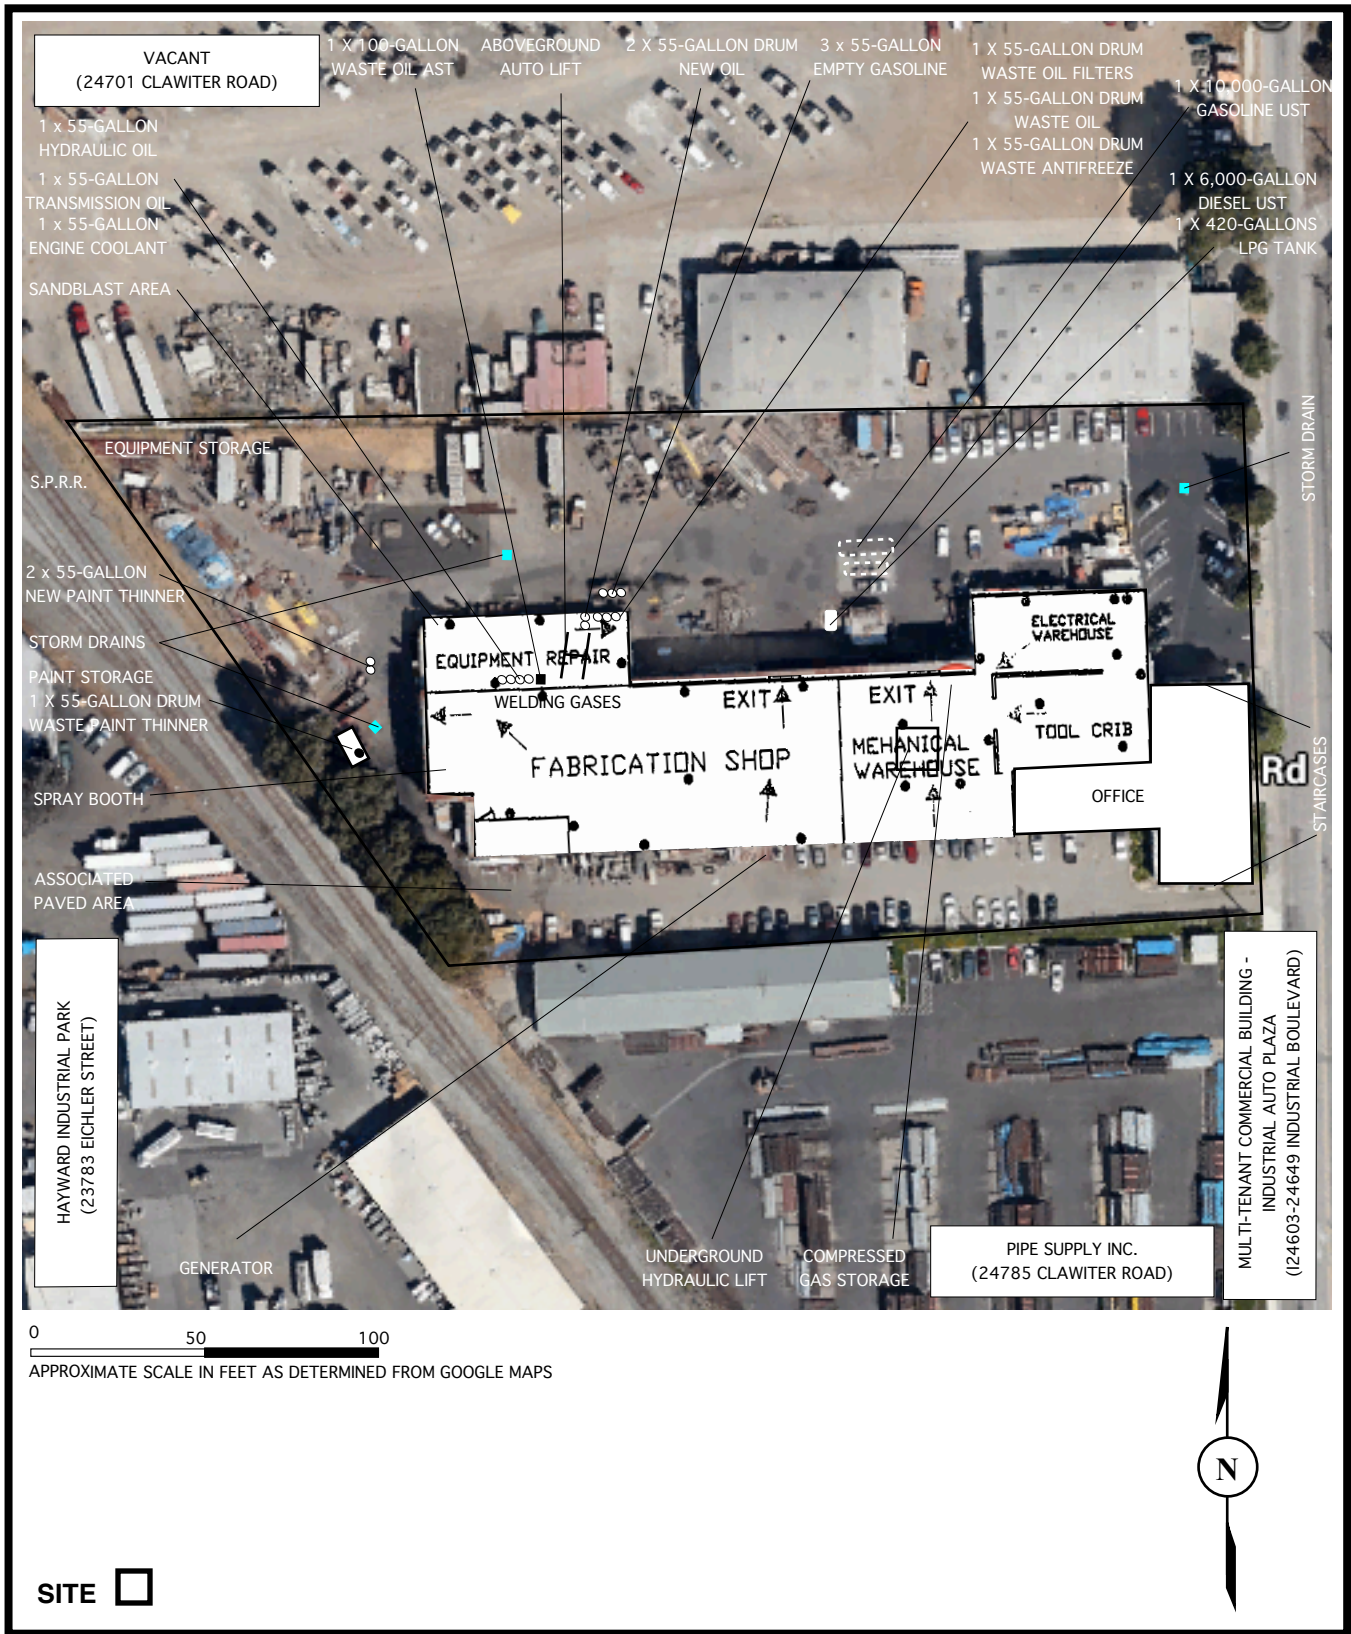 VACANT
(24701 CLAWITER ROAD)
1 X 100-GALLON
WASTE OIL AST
ABOVEGROUND
AUTO LIFT
2 X 55-GALLON DRUM
NEW OIL
3 x 55-GALLON
EMPTY GASOLINE
1 X 55-GALLON DRUM
WASTE OIL FILTERS
1 X 55-GALLON DRUM
WASTE OIL
1 X 55-GALLON DRUM
WASTE ANTIFREEZE
1 X 10,000-GALLON
GASOLINE UST
1 X 6,000-GALLON
DIESEL UST
1 X 420-GALLONS
LPG TANK
1 x 55-GALLON
HYDRAULIC OIL
1 x 55-GALLON
TRANSMISSION OIL
1 x 55-GALLON
ENGINE COOLANT
SANDBLAST AREA
EQUIPMENT STORAGE
S.P.R.R.
STORM DRAIN
2 x 55-GALLON
NEW PAINT THINNER
STORM DRAINS
PAINT STORAGE
1 X 55-GALLON DRUM
WASTE PAINT THINNER
SPRAY BOOTH
ASSOCIATED
PAVED AREA
EQUIPMENT REPAIR
WELDING GASES
FABRICATION SHOP
EXIT
EXIT
MEHANICAL
WAREHOUSE
ELECTRICAL
WAREHOUSE
TOOL CRIB
OFFICE
Rd
STAIRCASES
HAYWARD INDUSTRIAL PARK
(23783 EICHLER STREET)
GENERATOR
UNDERGROUND
HYDRAULIC LIFT
COMPRESSED
GAS STORAGE
PIPE SUPPLY INC.
(24785 CLAWITER ROAD)
MULTI-TENANT COMMERCIAL BUILDING -
INDUSTRIAL AUTO PLAZA
(I24603-24649 INDUSTRIAL BOULEVARD)
0 50 100
APPROXIMATE SCALE IN FEET AS DETERMINED FROM GOOGLE MAPS
N
SITE